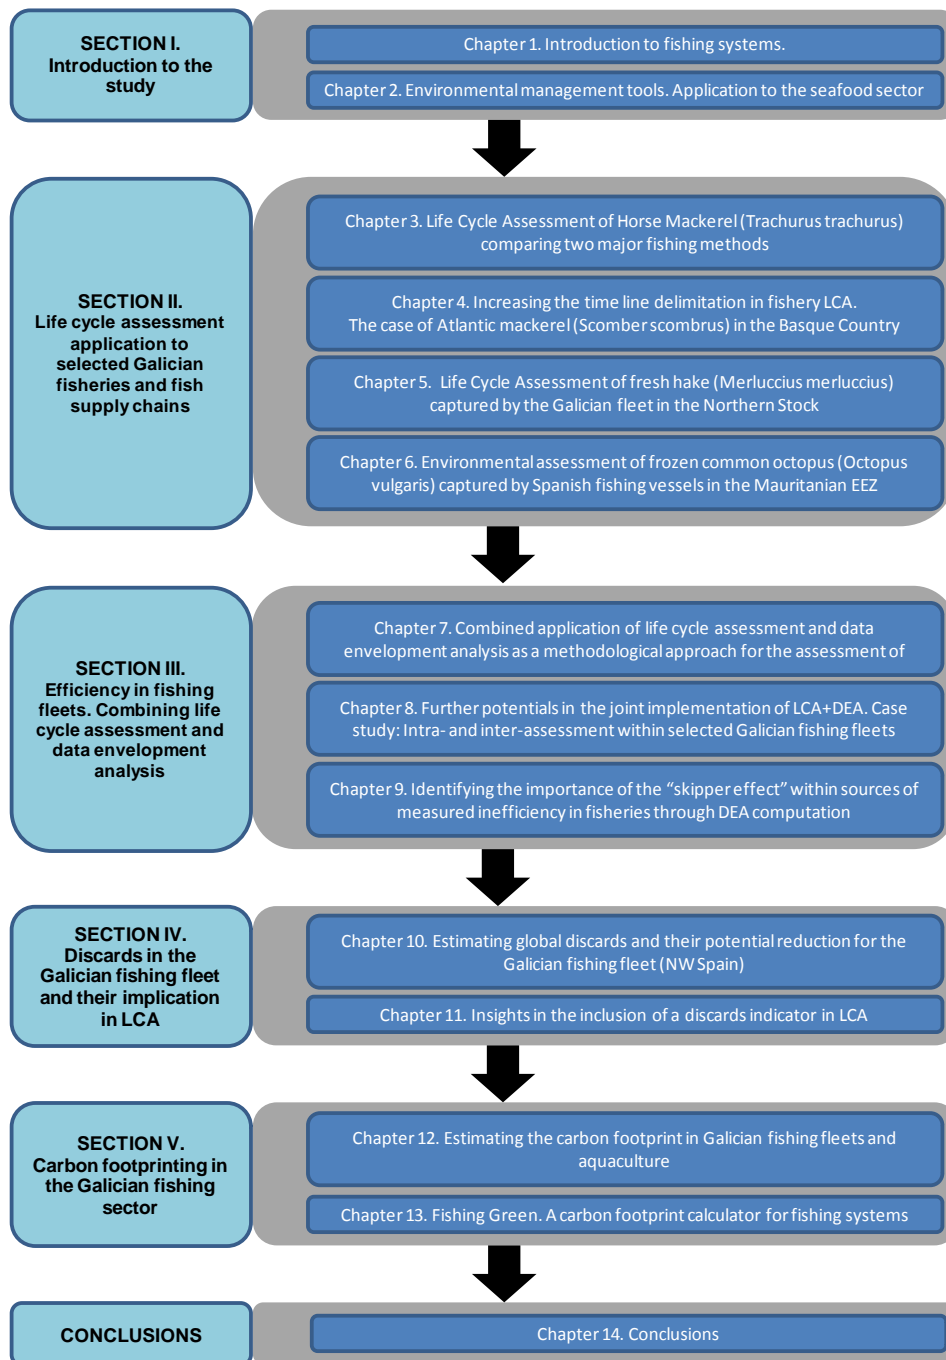 SECTION I.
Introduction to the
study
Chapter 1. Introduction to fishing systems.
Chapter 2. Environmental management tools. Application to the seafood sector
SECTION II.
Life cycle assessment
application to
selected Galician
fisheries and fish
supply chains
Chapter 3. Life Cycle Assessment of Horse Mackerel (Trachurus trachurus)
comparing two major fishing methods
Chapter 4. Increasing the time line delimitation in fishery LCA.
The case of Atlantic mackerel (Scomber scombrus) in the Basque Country
Chapter 5. Life Cycle Assessment of fresh hake (Merluccius merluccius)
captured by the Galician fleet in the Northern Stock
Chapter 6. Environmental assessment of frozen common octopus (Octopus
vulgaris) captured by Spanish fishing vessels in the Mauritanian EEZ
SECTION III.
Efficiency in fishing
fleets. Combining life
cycle assessment and
data envelopment
analysis
Chapter 7. Combined application of life cycle assessment and data
envelopment analysis as a methodological approach for the assessment of
Chapter 8. Further potentials in the joint implementation of LCA+DEA. Case
study: Intra- and inter-assessment within selected Galician fishing fleets
Chapter 9. Identifying the importance of the “skipper effect” within sources of
measured inefficiency in fisheries through DEA computation
SECTION IV.
Discards in the
Galician fishing fleet
and their implication
in LCA
Chapter 10. Estimating global discards and their potential reduction for the
Galician fishing fleet (NW Spain)
Chapter 11. Insights in the inclusion of a discards indicator in LCA
SECTION V.
Carbon footprinting in
the Galician fishing
sector
Chapter 12. Estimating the carbon footprint in Galician fishing fleets and
aquaculture
Chapter 13. Fishing Green. A carbon footprint calculator for fishing systems
CONCLUSIONS
Chapter 14. Conclusions